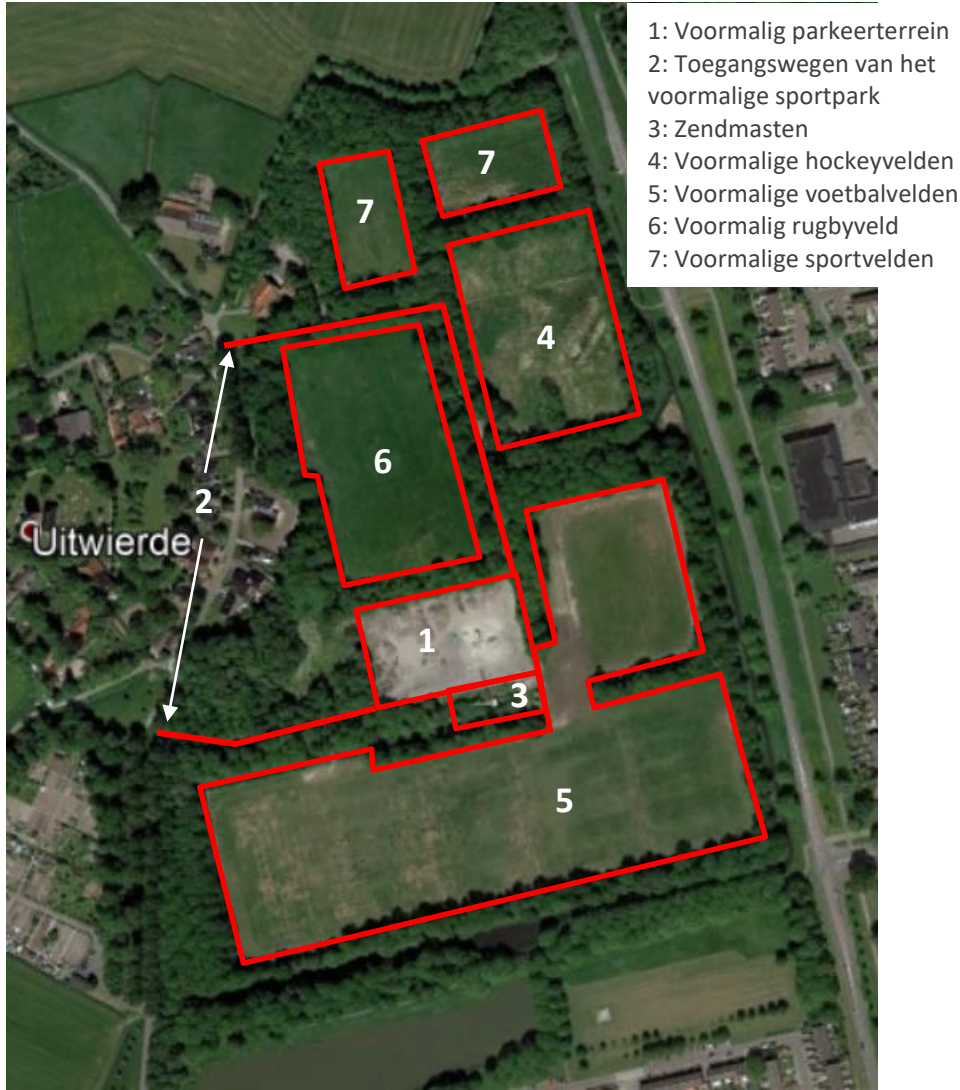 1: Voormalig parkeerterrein
2: Toegangswegen van het
voormalige sportpark
3: Zendmasten
4: Voormalige hockeyvelden
5: Voormalige voetbalvelden
6: Voormalig rugbyveld
7: Voormalige sportvelden
7
7
4
6
2
Uitwierde
1
3
5